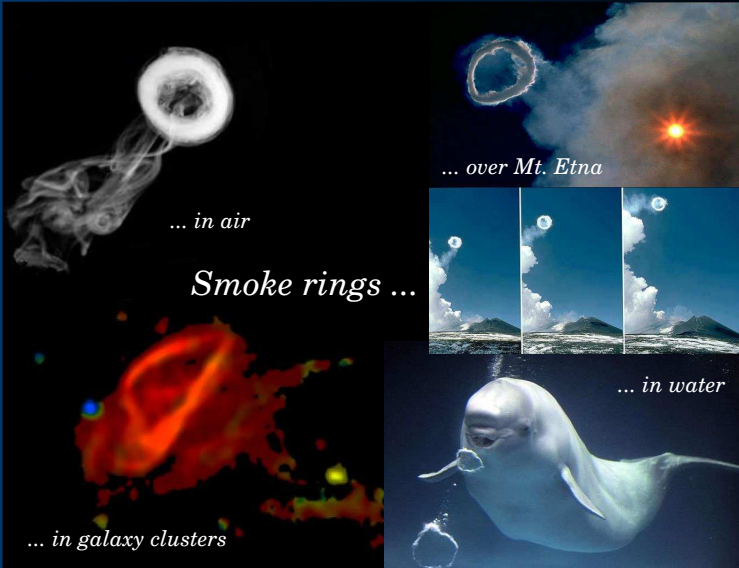 ... over Mt. Etna
... in air
Smoke rings ...
... in water
... in galaxy clusters